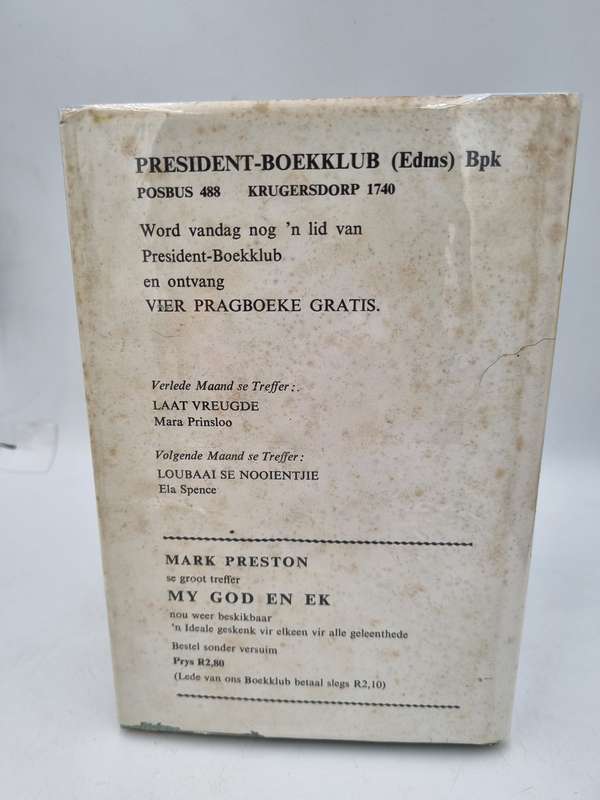 PRESIDENT-BOEKKLUB (Edms) Bpk
POSBUS 488 KRUGERSDORP 1740
Word vandag nog 'n lid van
President-Boekklub
en ontvang
VIER PRAGBOEKE GRATIS.
Verlede Maand se Treffer:.
LAAT VREUGDE
Mara Prinsloo
Volgende Maand se Treffer:
LOUBAAI SE NOOIENTJIE
Ela Spence
MARK PRESTON
se groot treffer
MY GOD EN EK
nou weer beskikbaar
'n Ideale geskenk vir elkeen vir alle geleenthede
Bestel sonder versuim
Prys R2,80
(Lede van ons Boekklub betaal slegs R2,10)